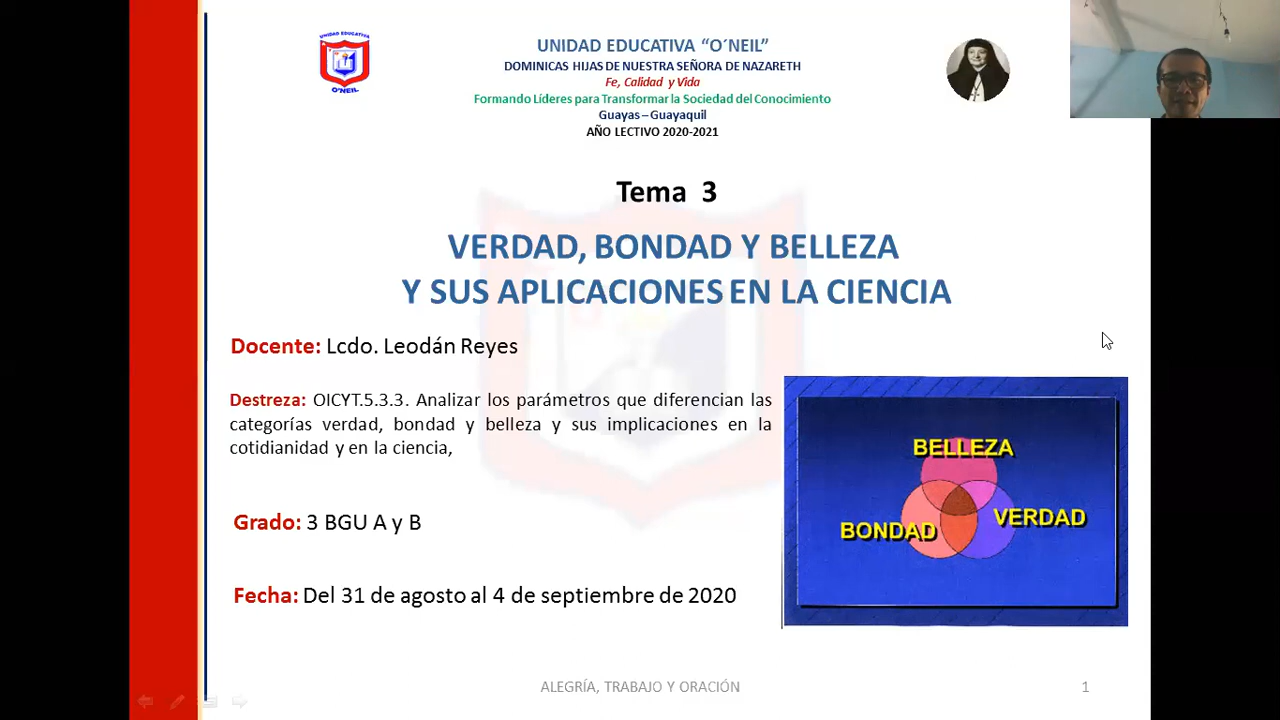 UNIDAD EDUCATIVA
O´NEIL
UNIDAD EDUCATIVA “O´NEIL”
DOMINICAS HIJAS DE NUESTRA SEÑORA DE NAZARETH
Fe, Calidad y Vida
Formando Líderes para Transformar la Sociedad del Conocimiento
Guayas – Guayaquil
AÑO LECTIVO 2020-2021
Tema 3
VERDAD, BONDAD Y BELLEZA
Y SUS APLICACIONES EN LA CIENCIA
Docente: Lcdo. Leodán Reyes
Destreza: OICYT.5.3.3. Analizar los parámetros que diferencian las
categorías verdad, bondad y belleza y sus implicaciones en la
cotidianidad y en la ciencia,
Grado: 3 BGU A y B
Fecha: Del 31 de agosto al 4 de septiembre de 2020
BELLEZA
VERDAD
BONDAD
ALEGRÍA, TRABAJO Y ORACIÓN
1